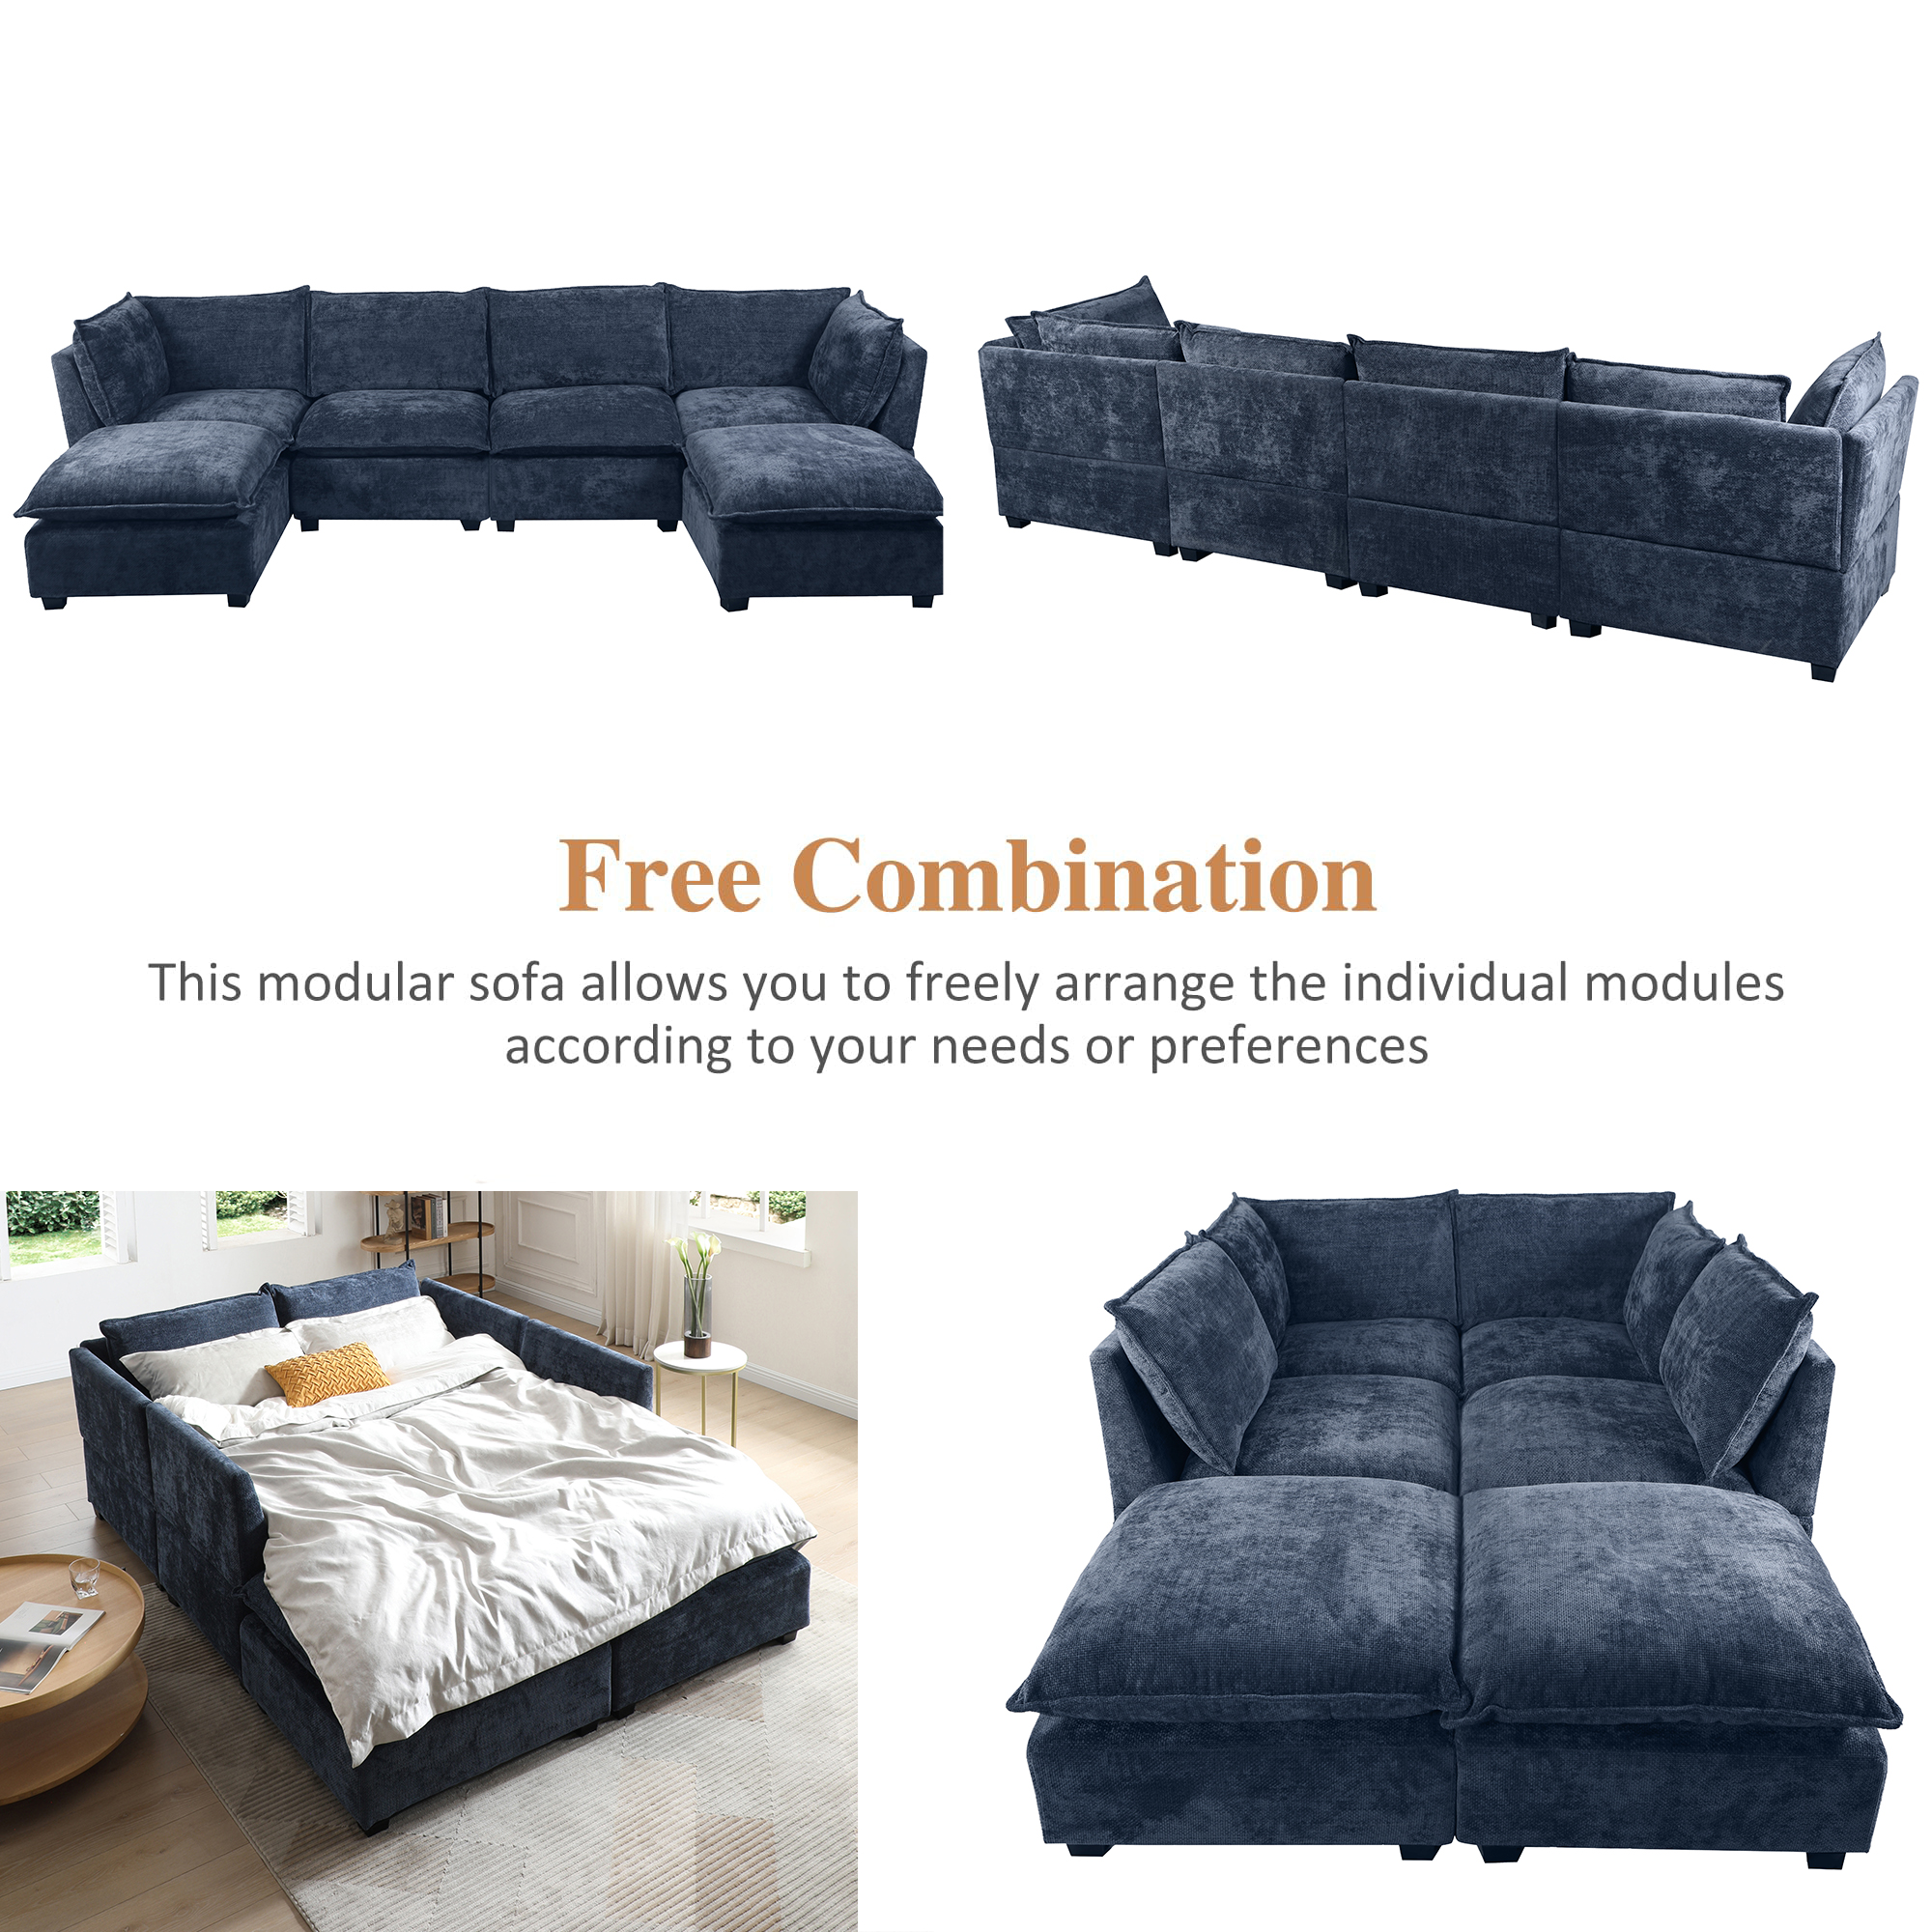 Free Combination
This modular sofa allows you to freely arrange the individual modules
according to your needs or preferences